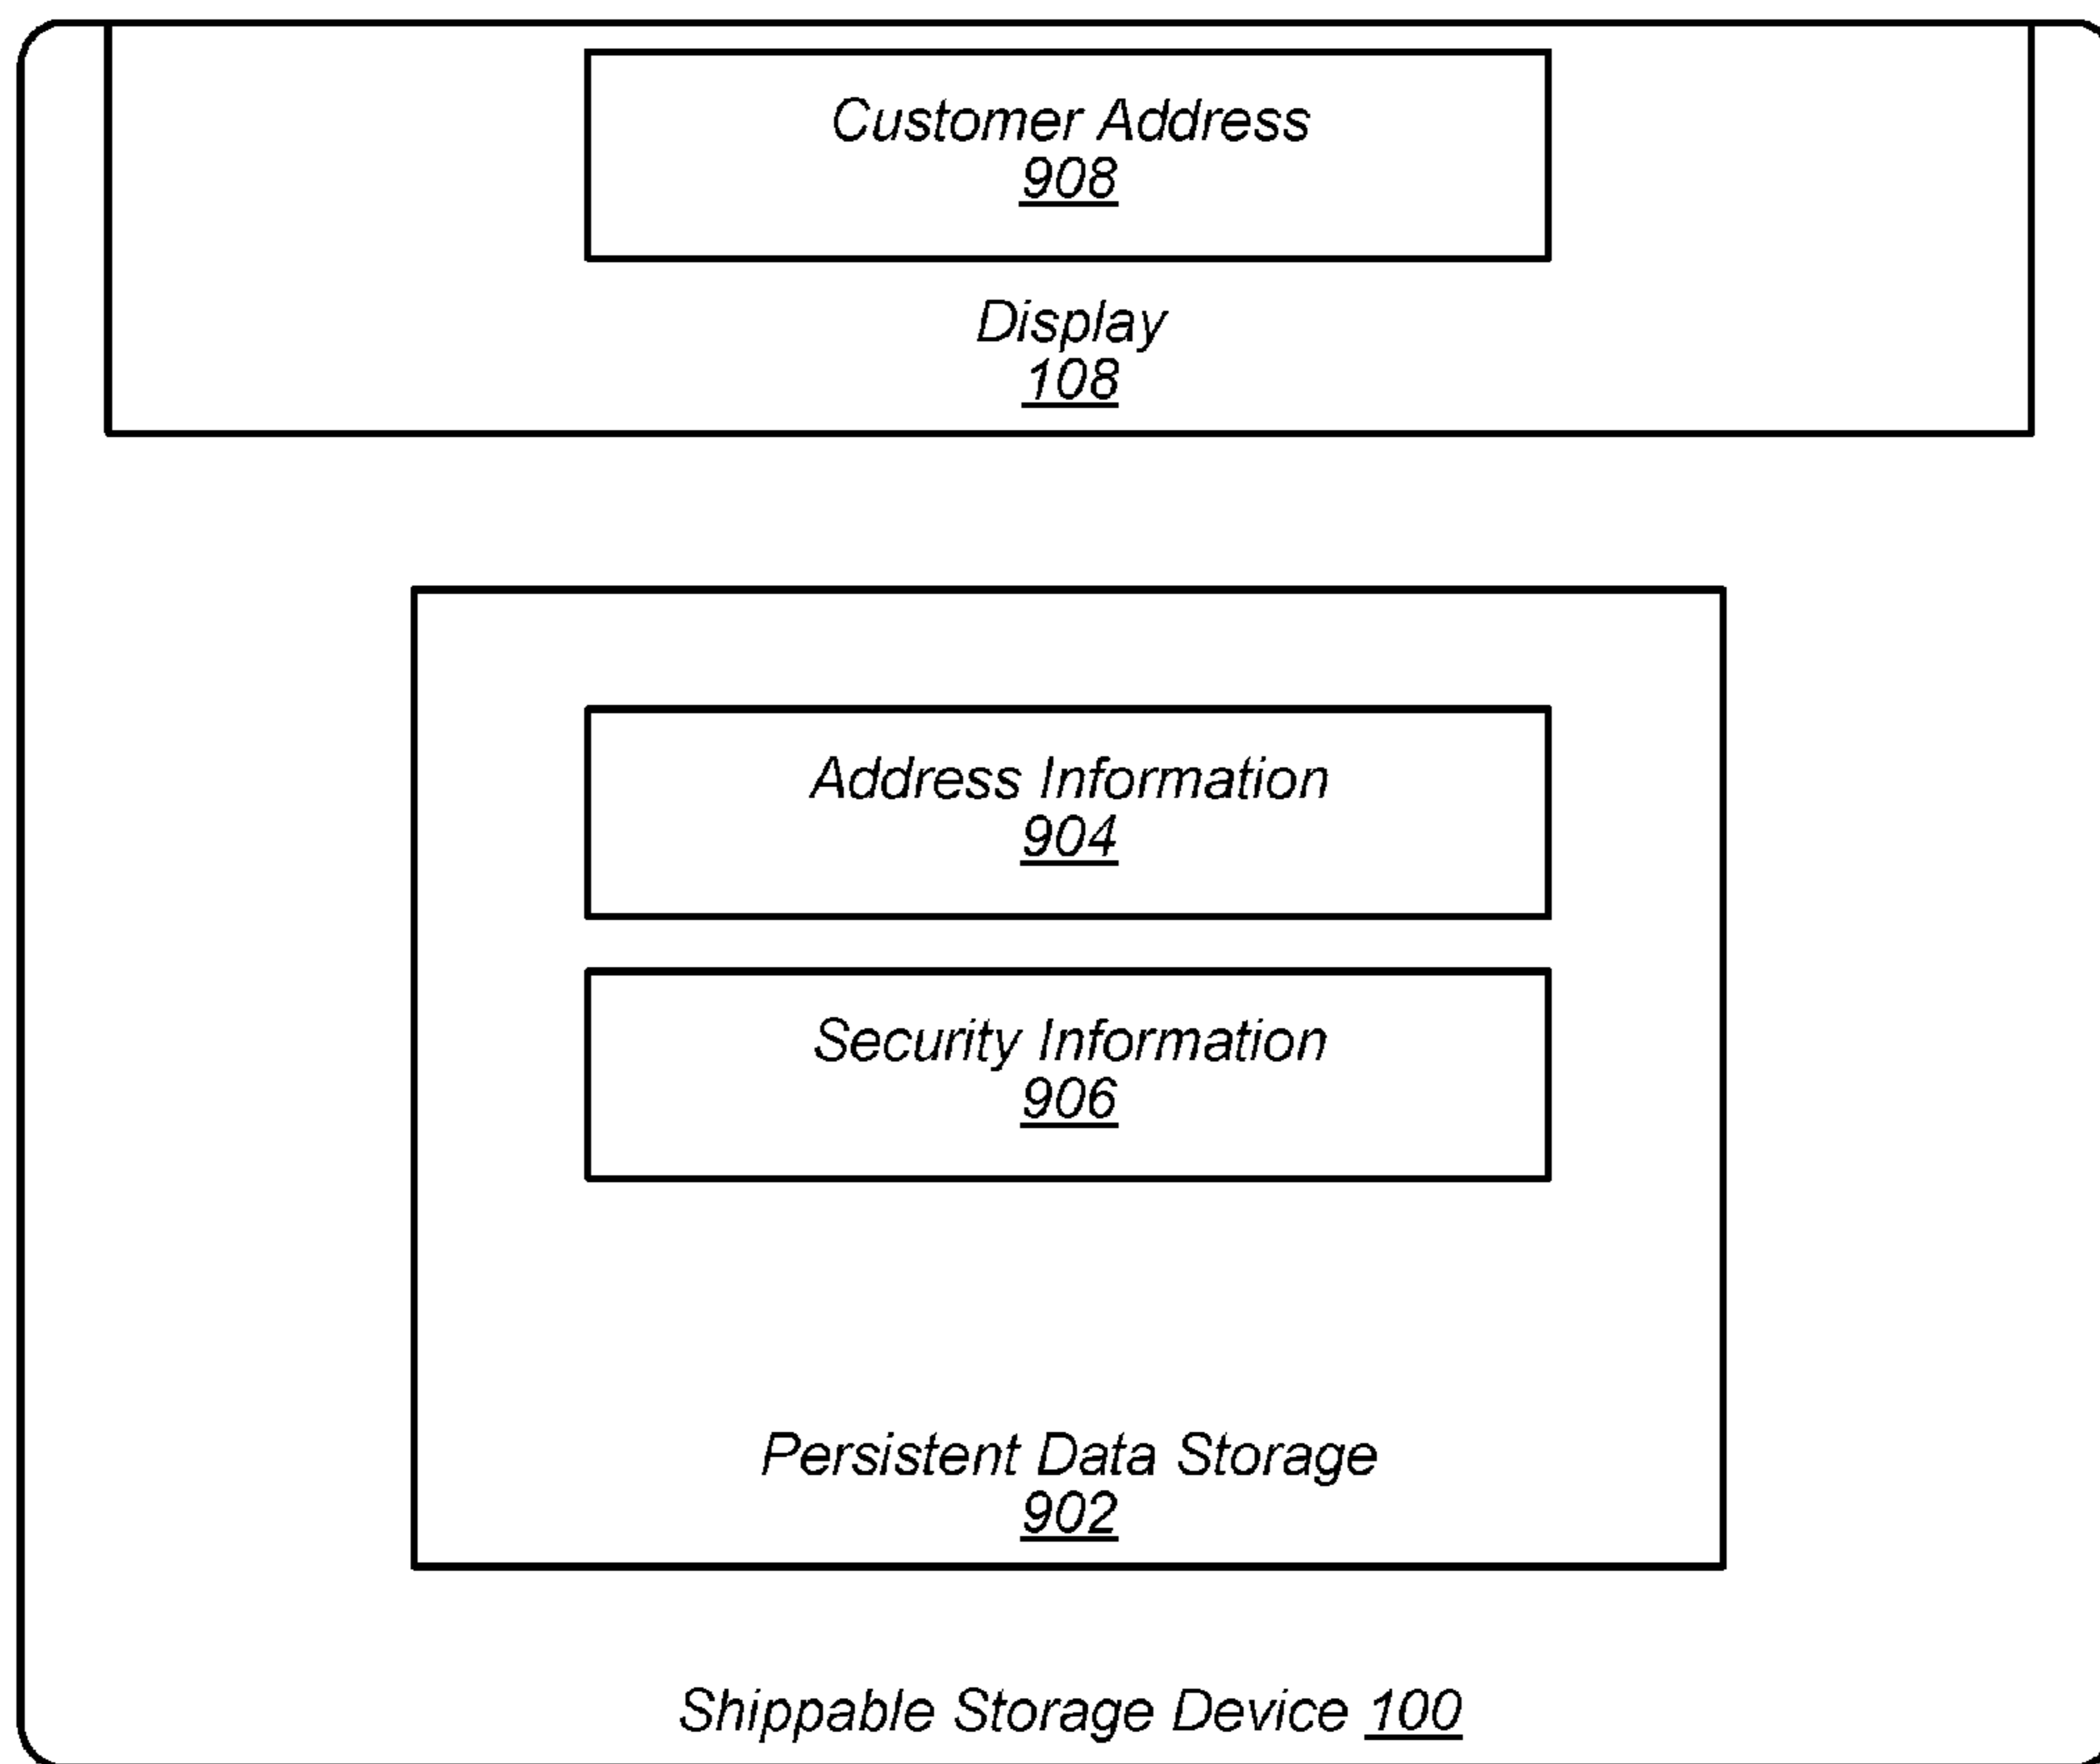 Customer Address
908
Display
108
Address Information
904
Security Information
906
Persistent Data Storage
902
Shippable Storage Device 100